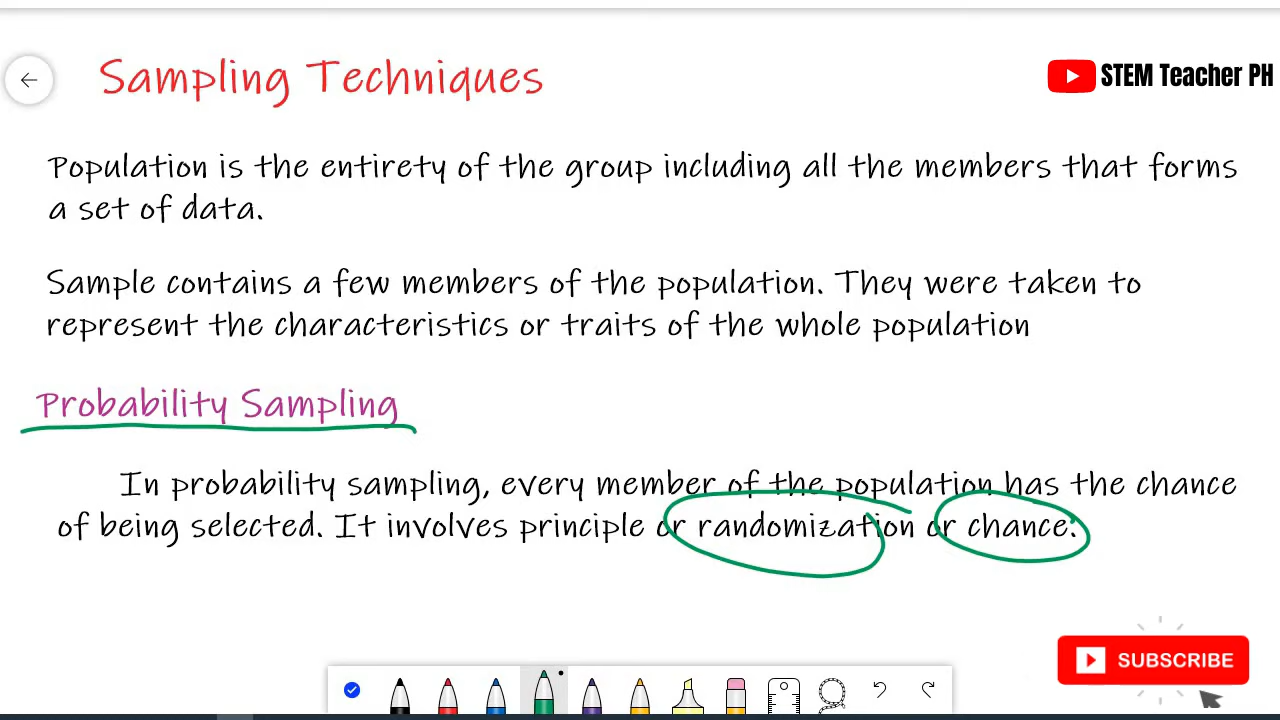 Sampling Techniques
STEM Teacher PH
Population is the entirety of the group including all the members that forms
a set of data.
Sample contains a few members of the population. They were taken to
represent the characteristics or traits of the whole population
Probability Sampling
In probability sampling, every member of the population has the chance
of being selected. It involves principle or randomization or chance.
SUBSCRIBE